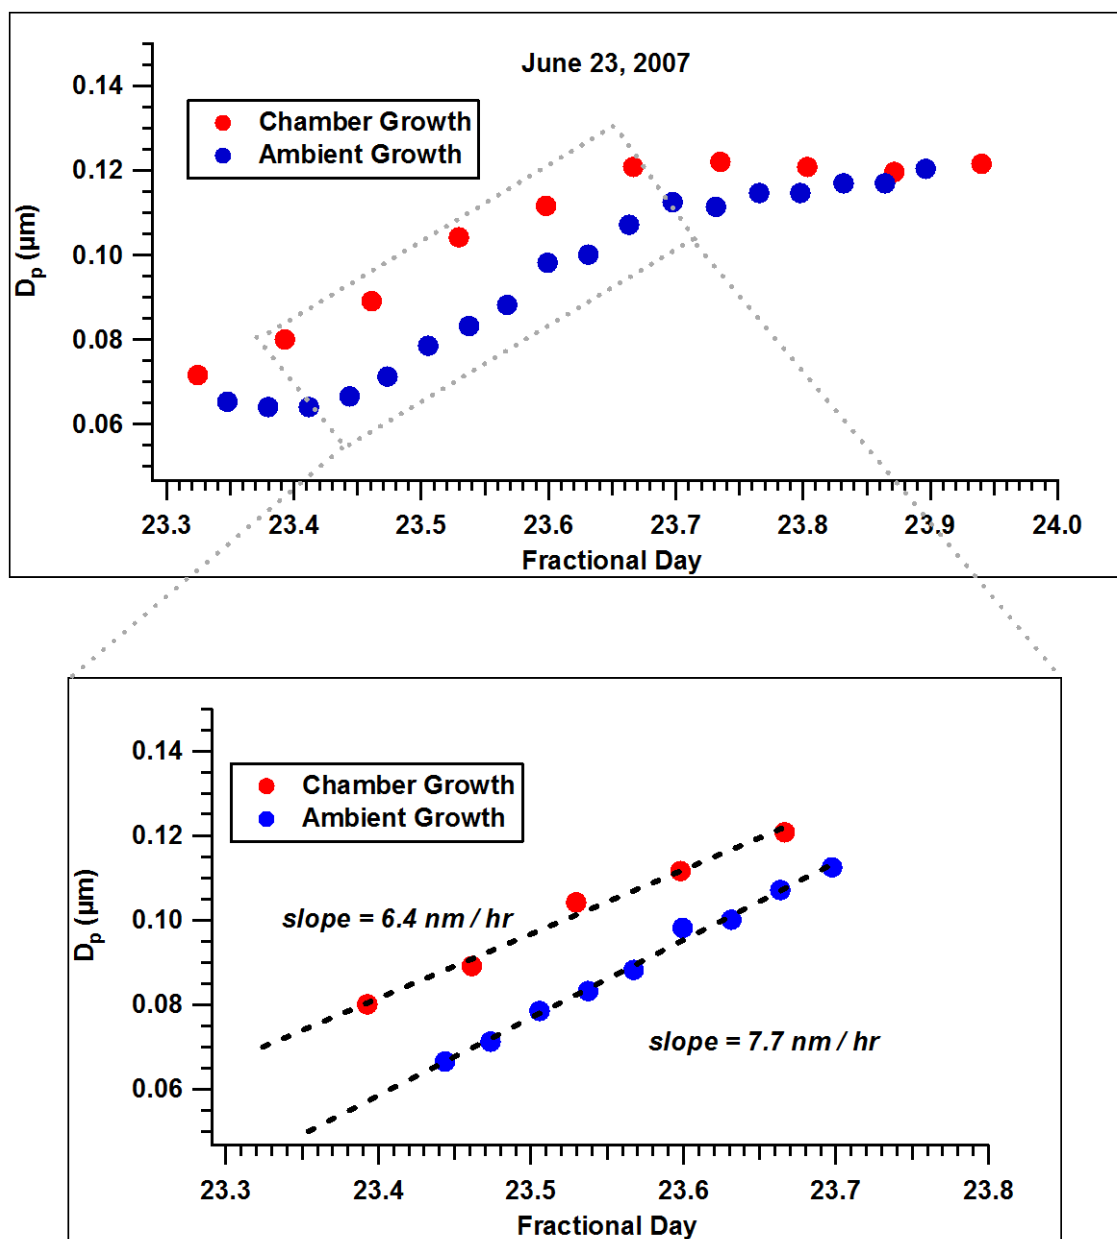 June 23, 2007
0.14
0.12
0.10
0.08
0.06
D_p (µm)
Chamber Growth
Ambient Growth
23.3 23.4 23.5 23.6 23.7 23.8 23.9 24.0
Fractional Day
0.14
0.12
0.10
0.08
0.06
D_p (µm)
Chamber Growth
Ambient Growth
slope = 6.4 nm / hr
slope = 7.7 nm / hr
23.3 23.4 23.5 23.6 23.7 23.8
Fractional Day